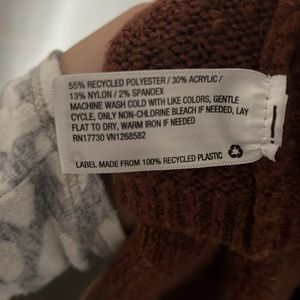 55% RECYCLED POLYESTER / 30% ACRYLIC /
13% NYLON / 2% SPANDEX
MACHINE WASH COLD WITH LIKE COLORS, GENTLE
CYCLE, ONLY NON-CHLORINE BLEACH IF NEEDED, LAY
FLAT TO DRY, WARM IRON IF NEEDED
RN17730 VN1268582
LABEL MADE FROM 100% RECYCLED PLASTIC